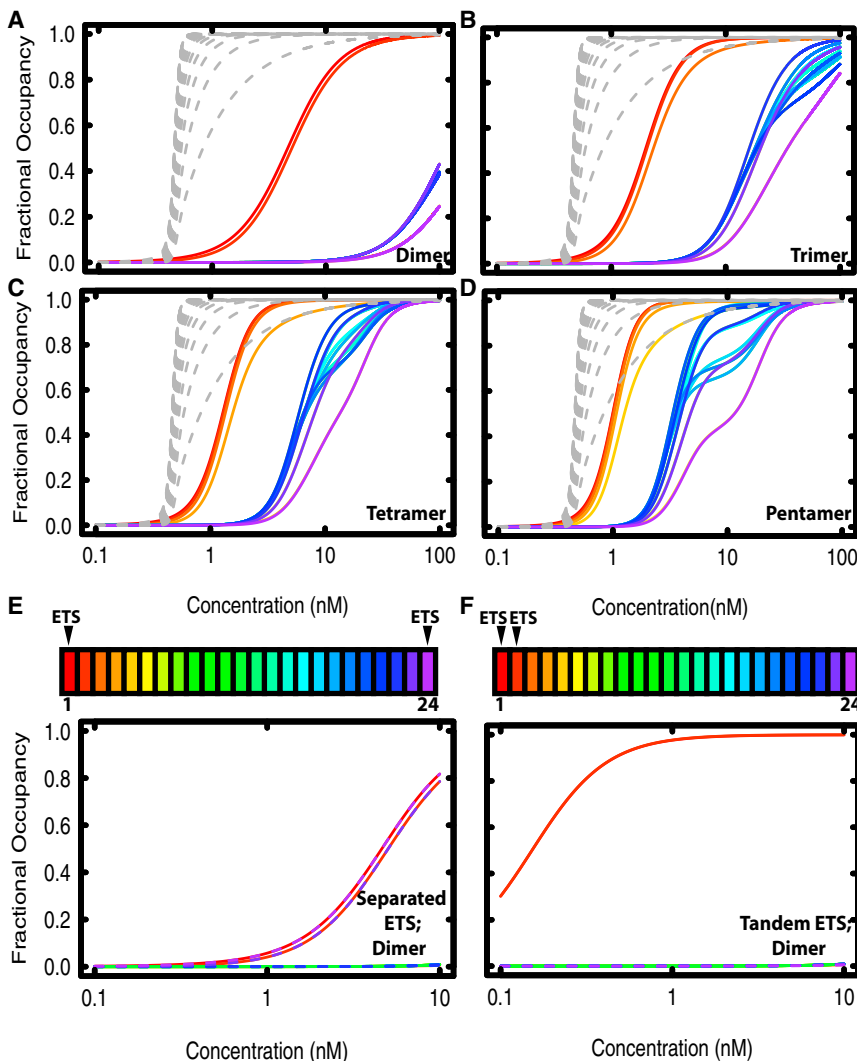 A
B
Fractional Occupancy
1.0
0.8
0.6
0.4
0.2
0.0
Dimer
Trimer
C
D
Fractional Occupancy
1.0
0.8
0.6
0.4
0.2
0.0
Tetramer
Pentamer
0.1 1 10 100
0.1 1 10 100
Concentration (nM)
Concentration(nM)
E
F
ETS ETS
ETS ETS
1 24
1 24
Fractional Occupancy
1.0
0.8
0.6
0.4
0.2
0.0
Separated
ETS;
Dimer
Tandem ETS;
Dimer
0.1 1 10
0.1 1 10
Concentration (nM)
Concentration (nM)